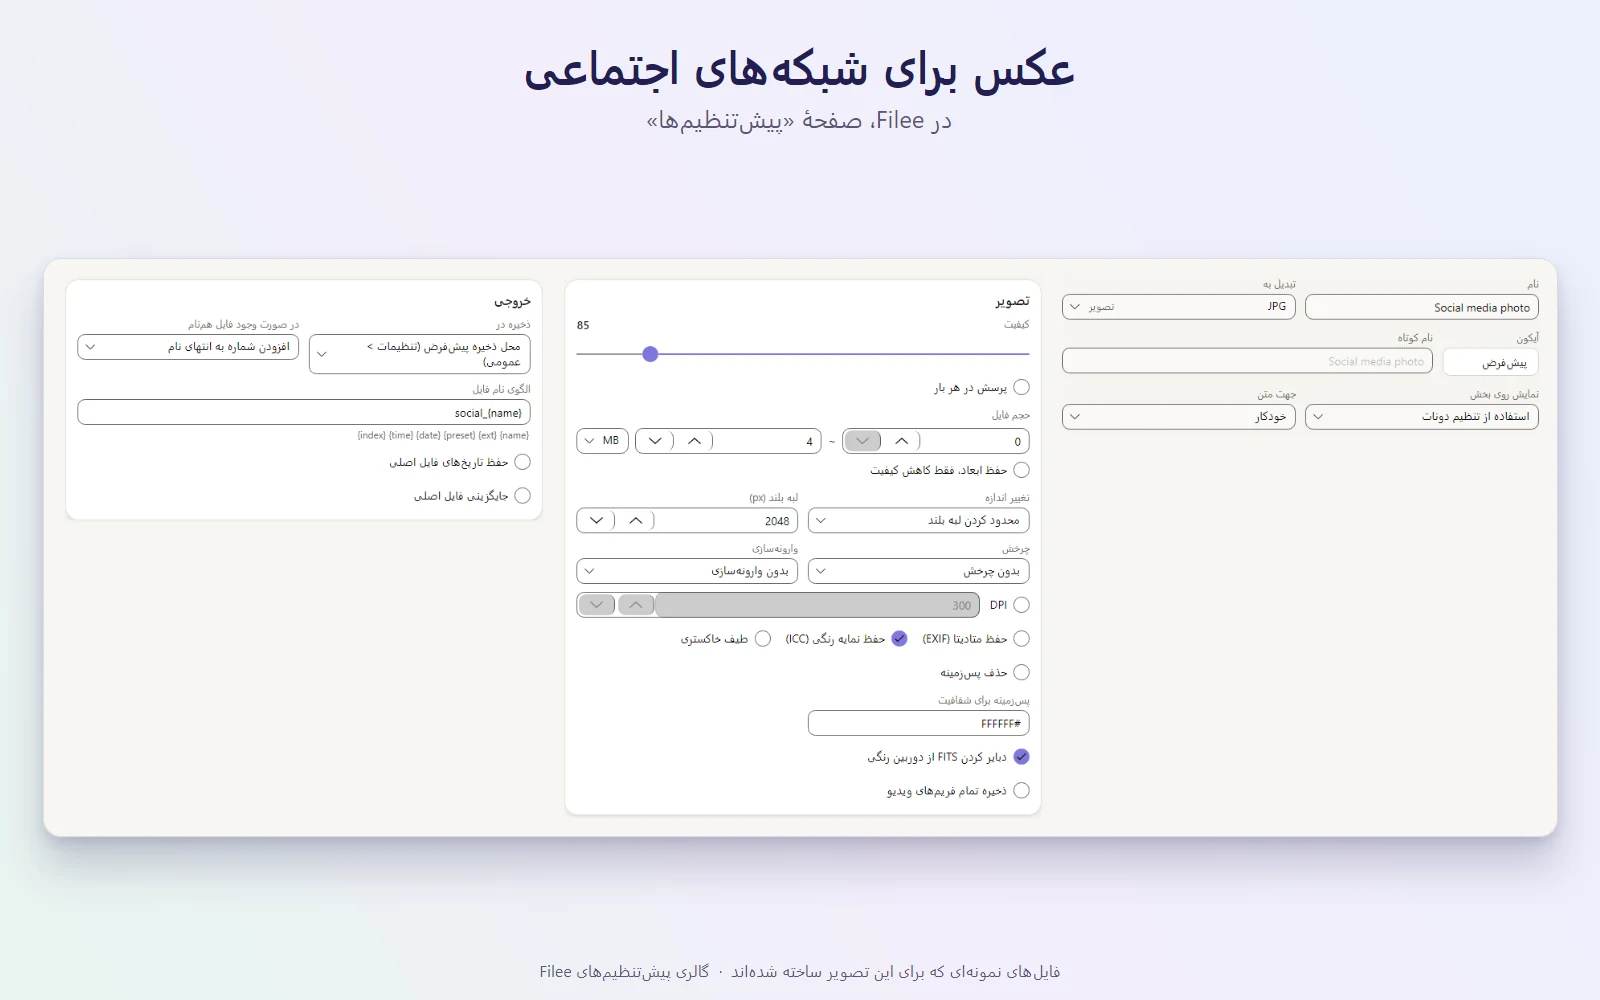 عکس برای شبکه‌های اجتماعی
در Filee، صفحهٔ «پیش‌تنظیم‌ها»
نام
Social media photo
تبدیل به
JPG
تصویر
آیکون
پیش‌فرض
نام کوتاه
Social media photo
نمایش روی بخش
استفاده از تنظیم دونات
جهت متن
خودکار
تصویر
کیفیت
85
پرسش در هر بار
حجم فایل
0 ~ 4 MB
حفظ ابعاد، فقط کاهش کیفیت
تغییر اندازه
محدود کردن لبه بلند
لبه بلند (px)
2048
چرخش
بدون چرخش
وارونه‌سازی
بدون وارونه‌سازی
DPI
300
حفظ متادیتا (EXIF)
حفظ نمایه رنگی (ICC)
طیف خاکستری
حذف پس‌زمینه
پس‌زمینه برای شفافیت
FFFFFF#
دبایر کردن FITS از دوربین رنگی
ذخیره تمام فریم‌های ویدیو
خروجی
ذخیره در
محل ذخیره پیش‌فرض (تنظیمات >
عمومی)
در صورت وجود فایل هم‌نام
افزودن شماره به انتهای نام
الگوی نام فایل
social_{name}
{index} {time} {date} {preset} {ext} {name}
حفظ تاریخ‌های فایل اصلی
جایگزینی فایل اصلی
فایل‌های نمونه‌ای که برای این تصویر ساخته شده‌اند · گالری پیش‌تنظیم‌های Filee